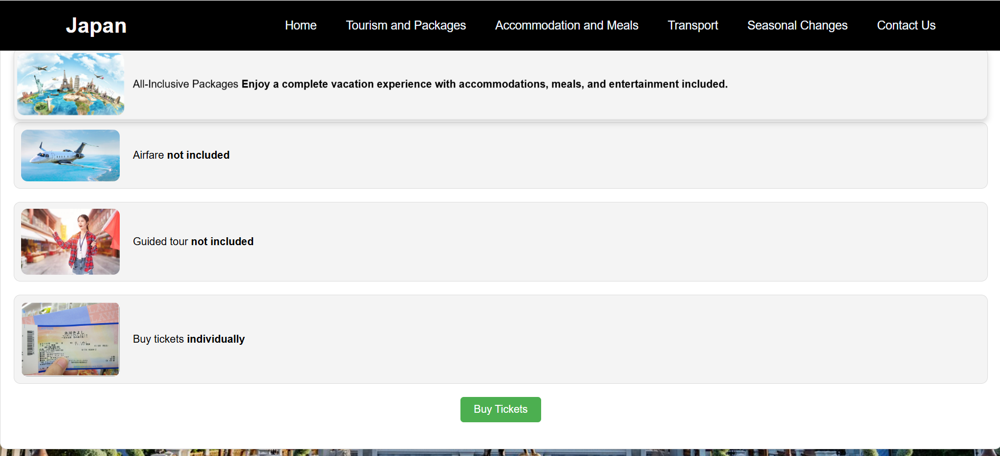 Japan
Home
Tourism and Packages
Accommodation and Meals
Transport
Seasonal Changes
Contact Us
All-Inclusive Packages Enjoy a complete vacation experience with accommodations, meals, and entertainment included.
Airfare not included
Guided tour not included
氷川きよし
Buy tickets individually
Buy Tickets